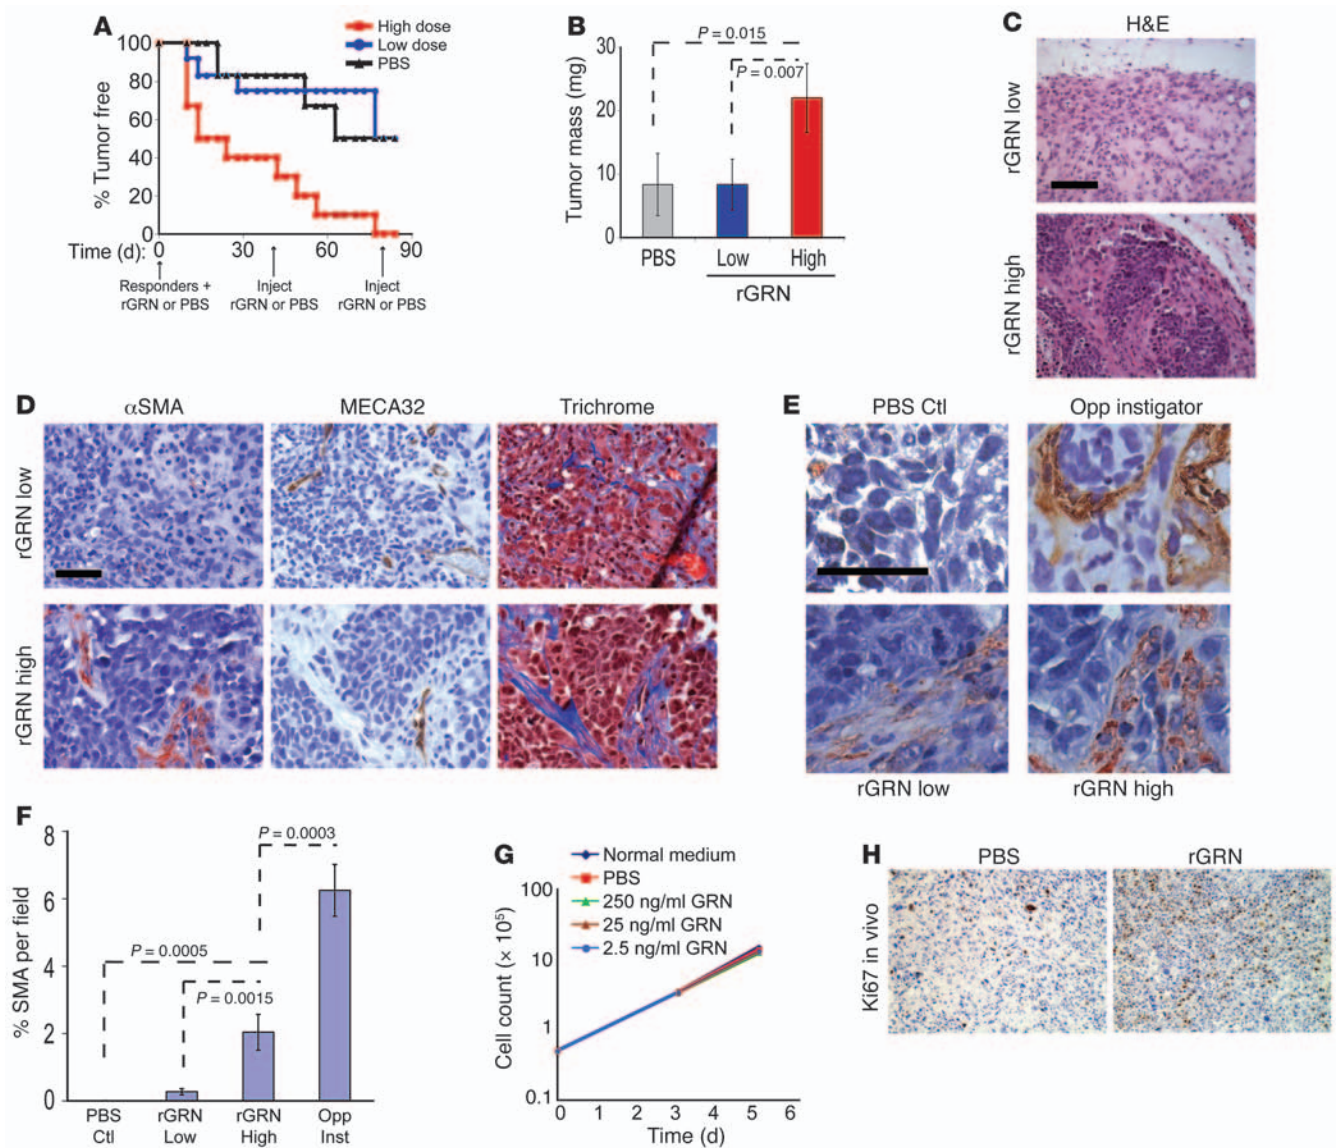 A
High dose
Low dose
PBS
% Tumor free
100
80
60
40
20
0
Time (d): 0 30 60 90
Responders +
rGRN or PBS
Inject
rGRN or PBS
Inject
rGRN or PBS
B
P = 0.015
P = 0.007
Tumor mass (mg)
30
20
10
0
PBS Low High
rGRN
C
H&E
rGRN low
rGRN high
D
αSMA MECA32 Trichrome
rGRN low
rGRN high
E
PBS Ctl Opp instigator
rGRN low rGRN high
F
P = 0.0003
P = 0.0005
P = 0.0015
% SMA per field
8
6
4
2
0
PBS rGRN rGRN Opp
Ctl Low High Inst
G
Normal medium
PBS
250 ng/ml GRN
25 ng/ml GRN
2.5 ng/ml GRN
Cell count (× 10⁵)
100
10
1
0.1
0 1 2 3 4 5 6
Time (d)
H
PBS rGRN
Ki67 in vivo